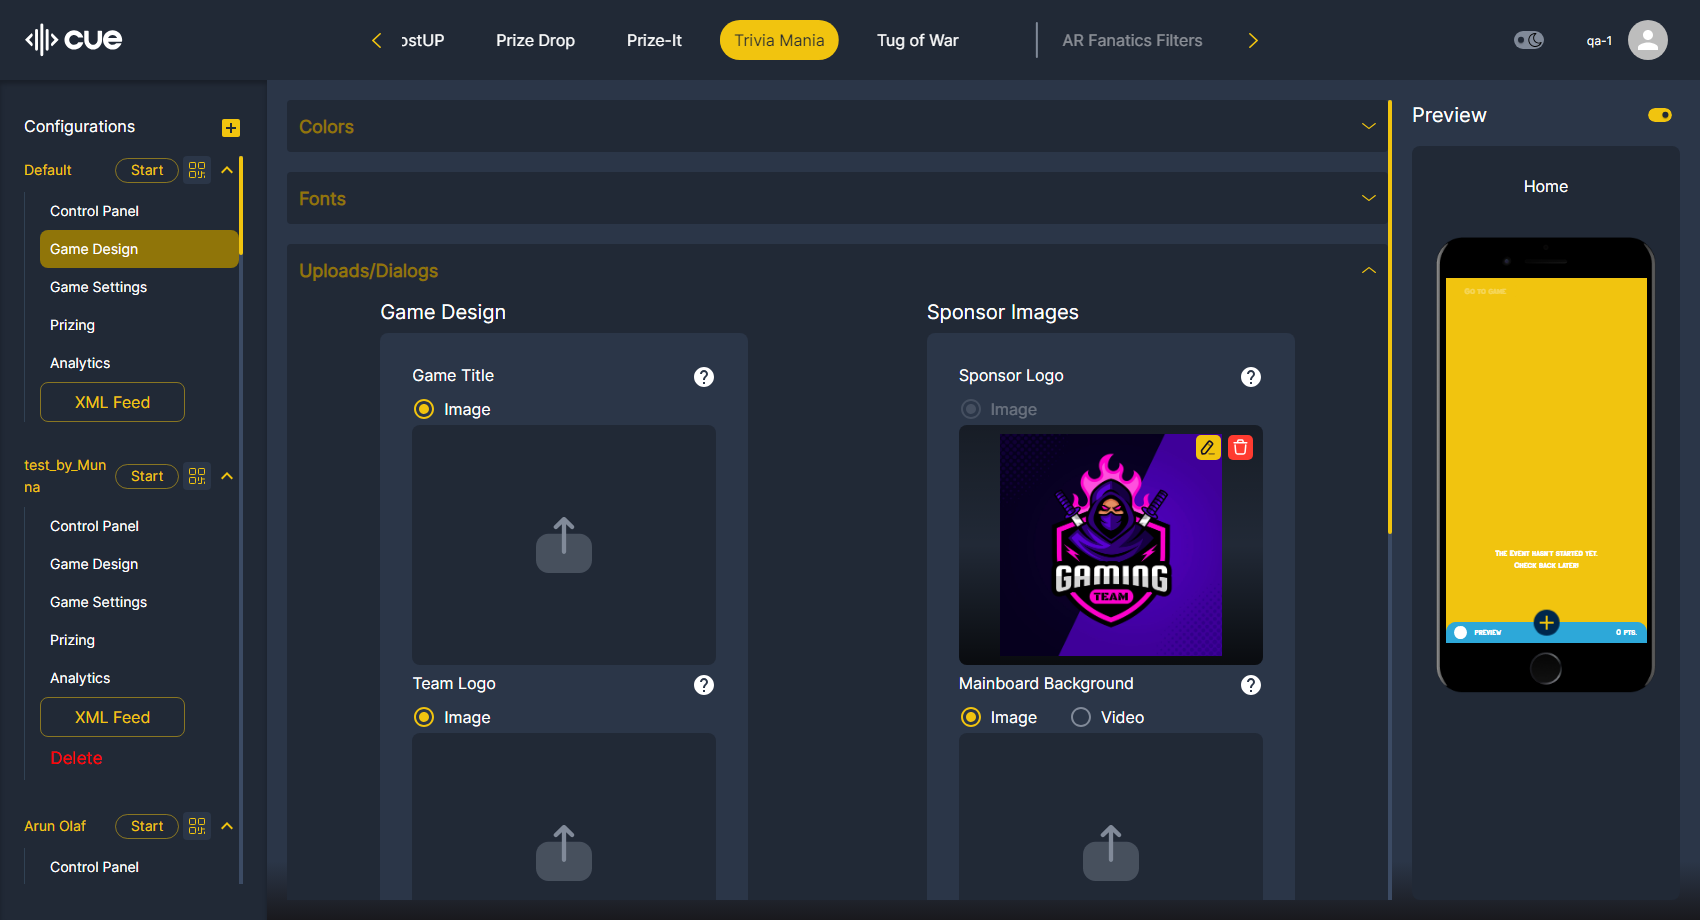 cue
ostUP
Prize Drop
Prize-It
Trivia Mania
Tug of War
AR Fanatics Filters
qa-1
Configurations
Default
Start
Control Panel
Game Design
Game Settings
Prizing
Analytics
XML Feed
test_by_Mun
na
Start
Control Panel
Game Design
Game Settings
Prizing
Analytics
XML Feed
Delete
Arun Olaf
Start
Control Panel
Colors
Fonts
Uploads/Dialogs
Game Design
Game Title
Image
Team Logo
Image
Sponsor Images
Sponsor Logo
Image
GAMING
TEAM
Mainboard Background
Image
Video
Preview
Home
Go to game
The Event hasn't started yet.
Check back later!
PREVIEW
0 PTS.